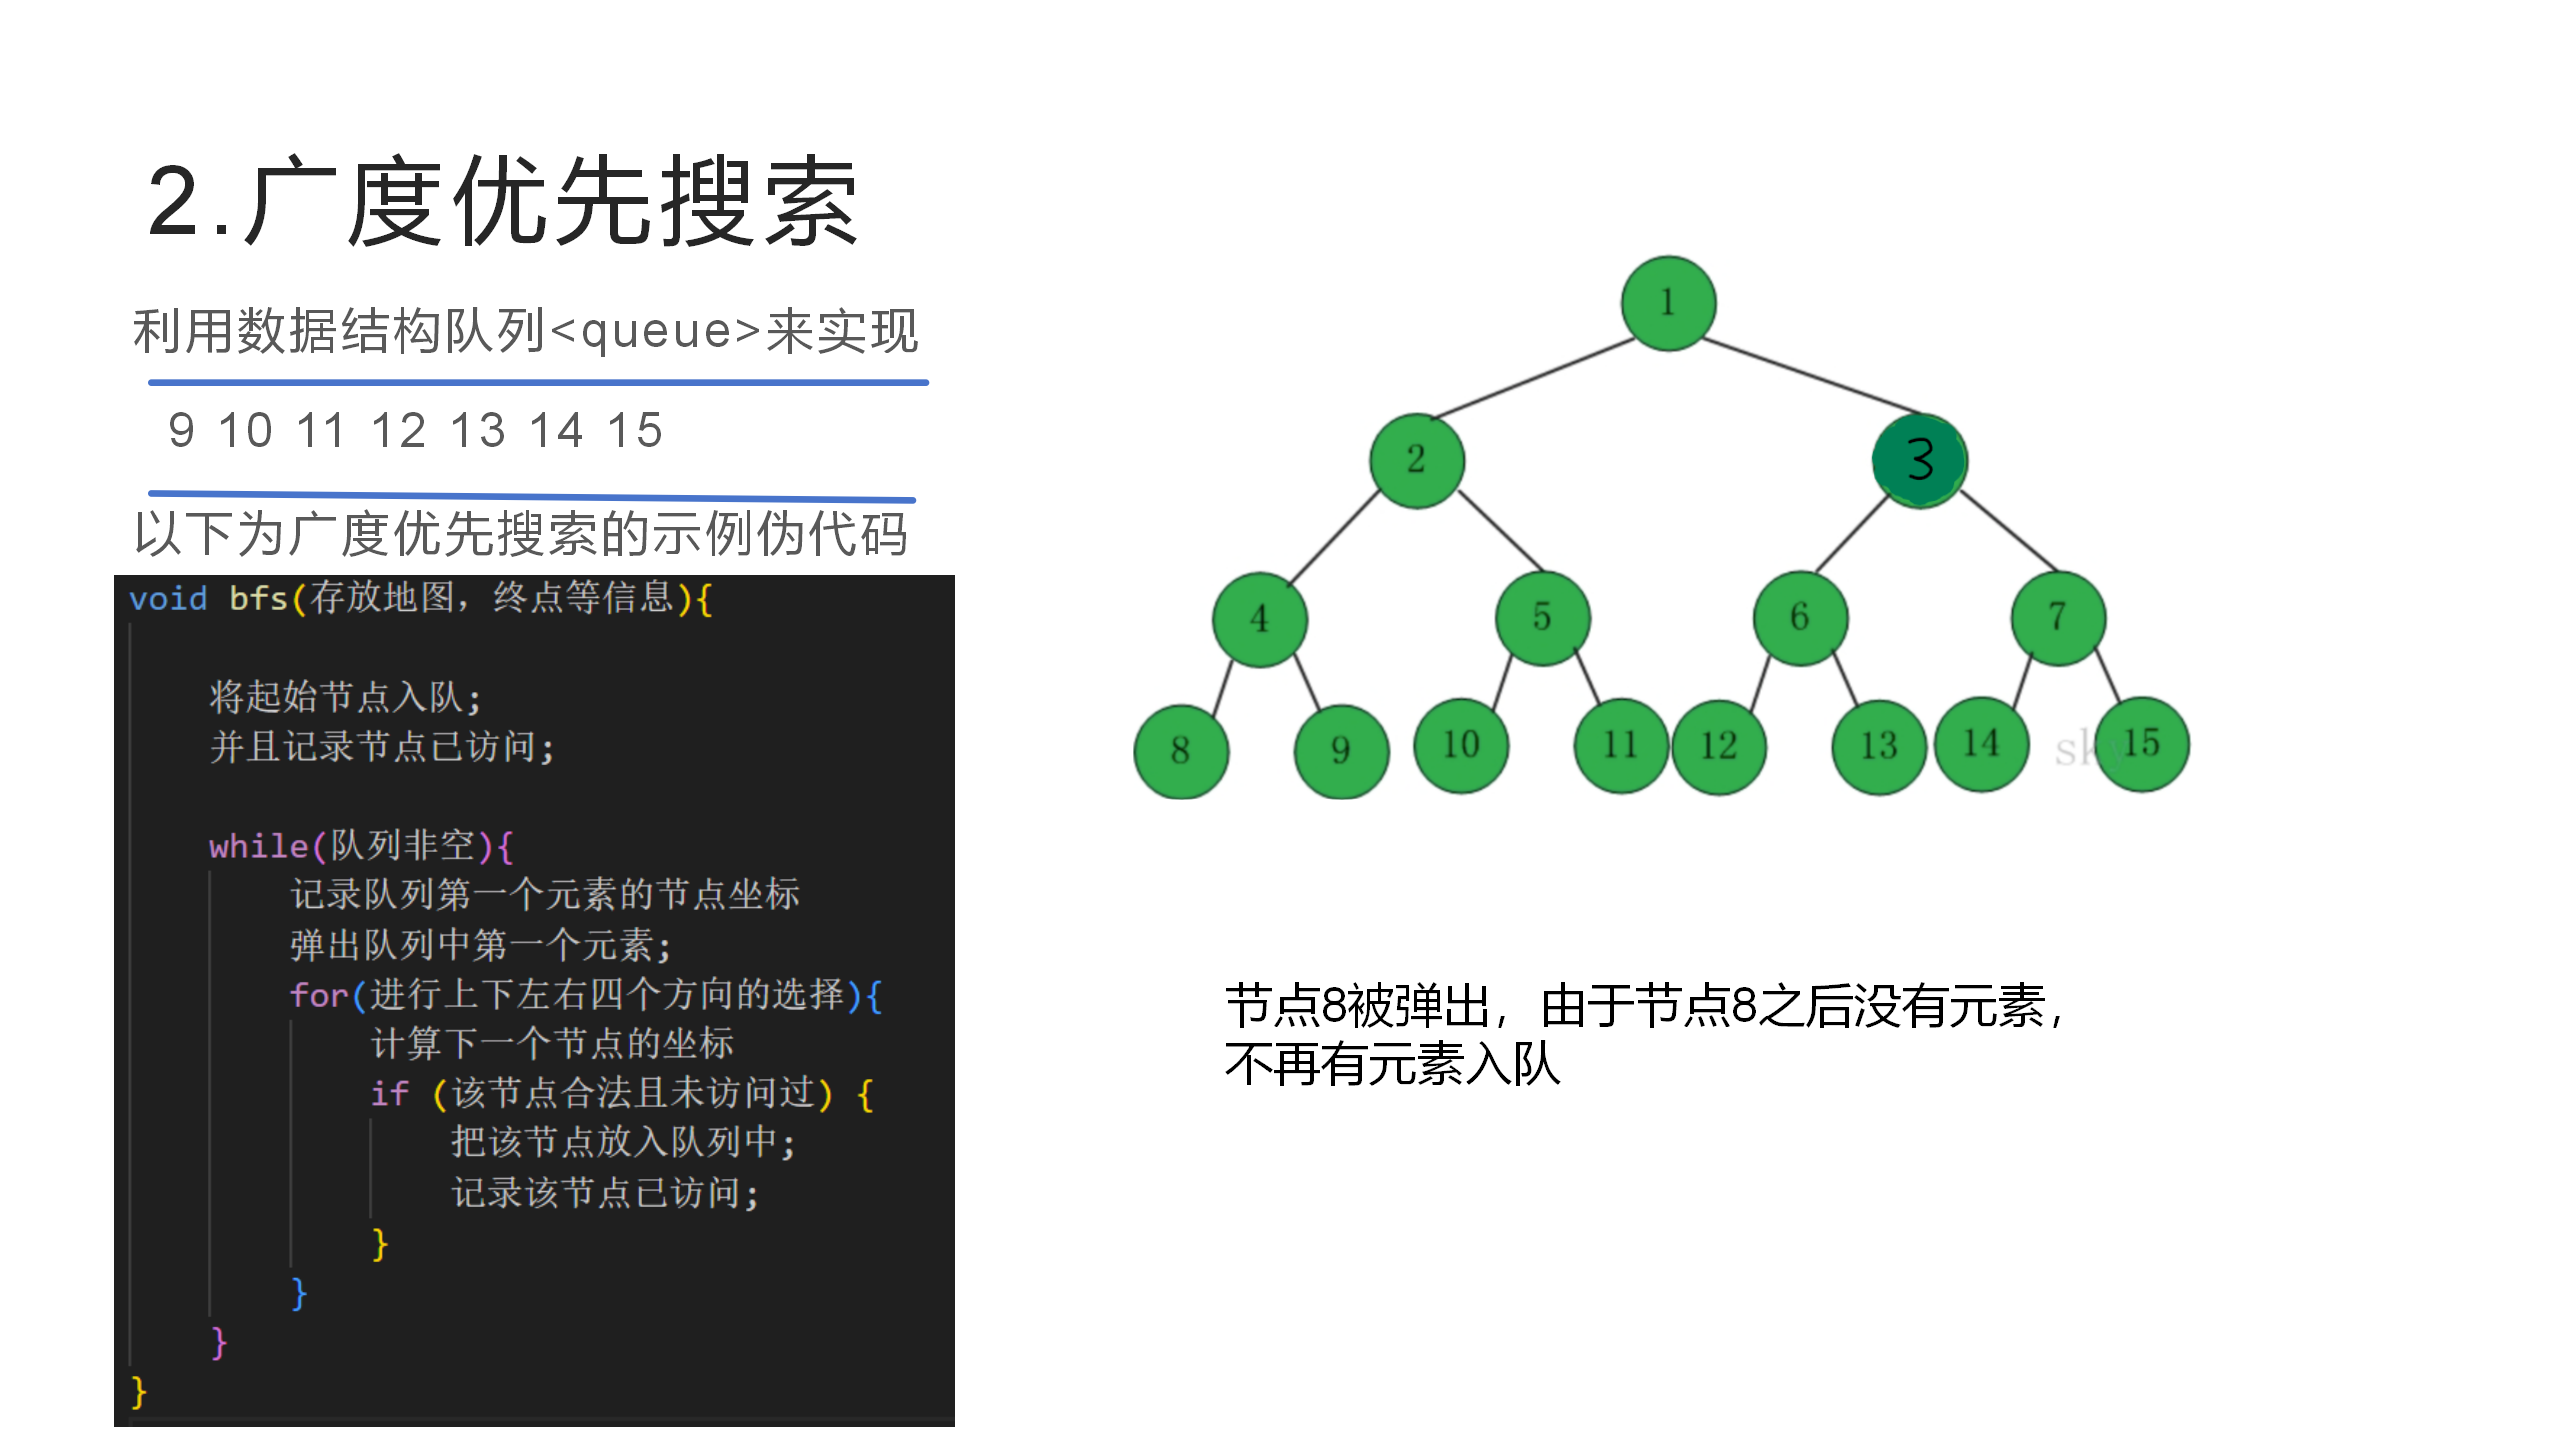 2.广度优先搜索
利用数据结构队列<queue>来实现
9 10 11 12 13 14 15
以下为广度优先搜索的示例伪代码
void bfs(存放地图，终点等信息){
将起始节点入队;
并且记录节点已访问;
while(队列非空){
记录队列第一个元素的节点坐标
弹出队列中第一个元素;
for(进行上下左右四个方向的选择){
计算下一个节点的坐标
if (该节点合法且未访问过) {
把该节点放入队列中;
记录该节点已访问;
}
}
}
}
1
2 3
4 5 6 7
8 9 10 11 12 13 14 sky 15
节点8被弹出，由于节点8之后没有元素，
不再有元素入队